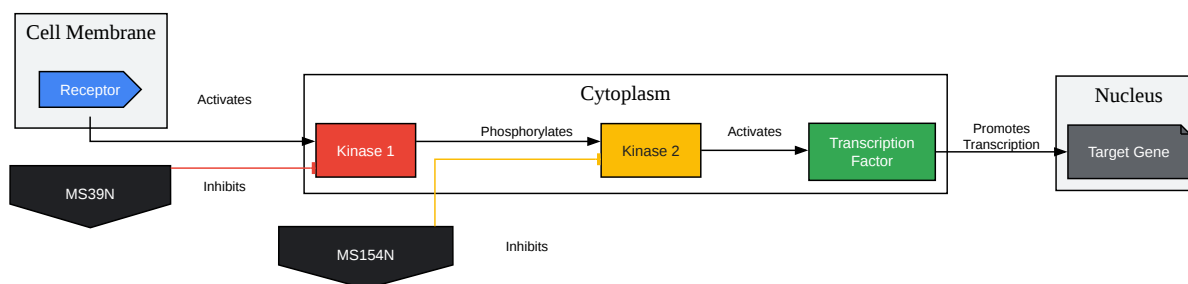 Cell Membrane
Receptor
Activates
Cytoplasm
Nucleus
Kinase 1
Phosphorylates
Kinase 2
Activates
Transcription
Factor
Promotes
Transcription
Target Gene
MS39N
Inhibits
MS154N
Inhibits